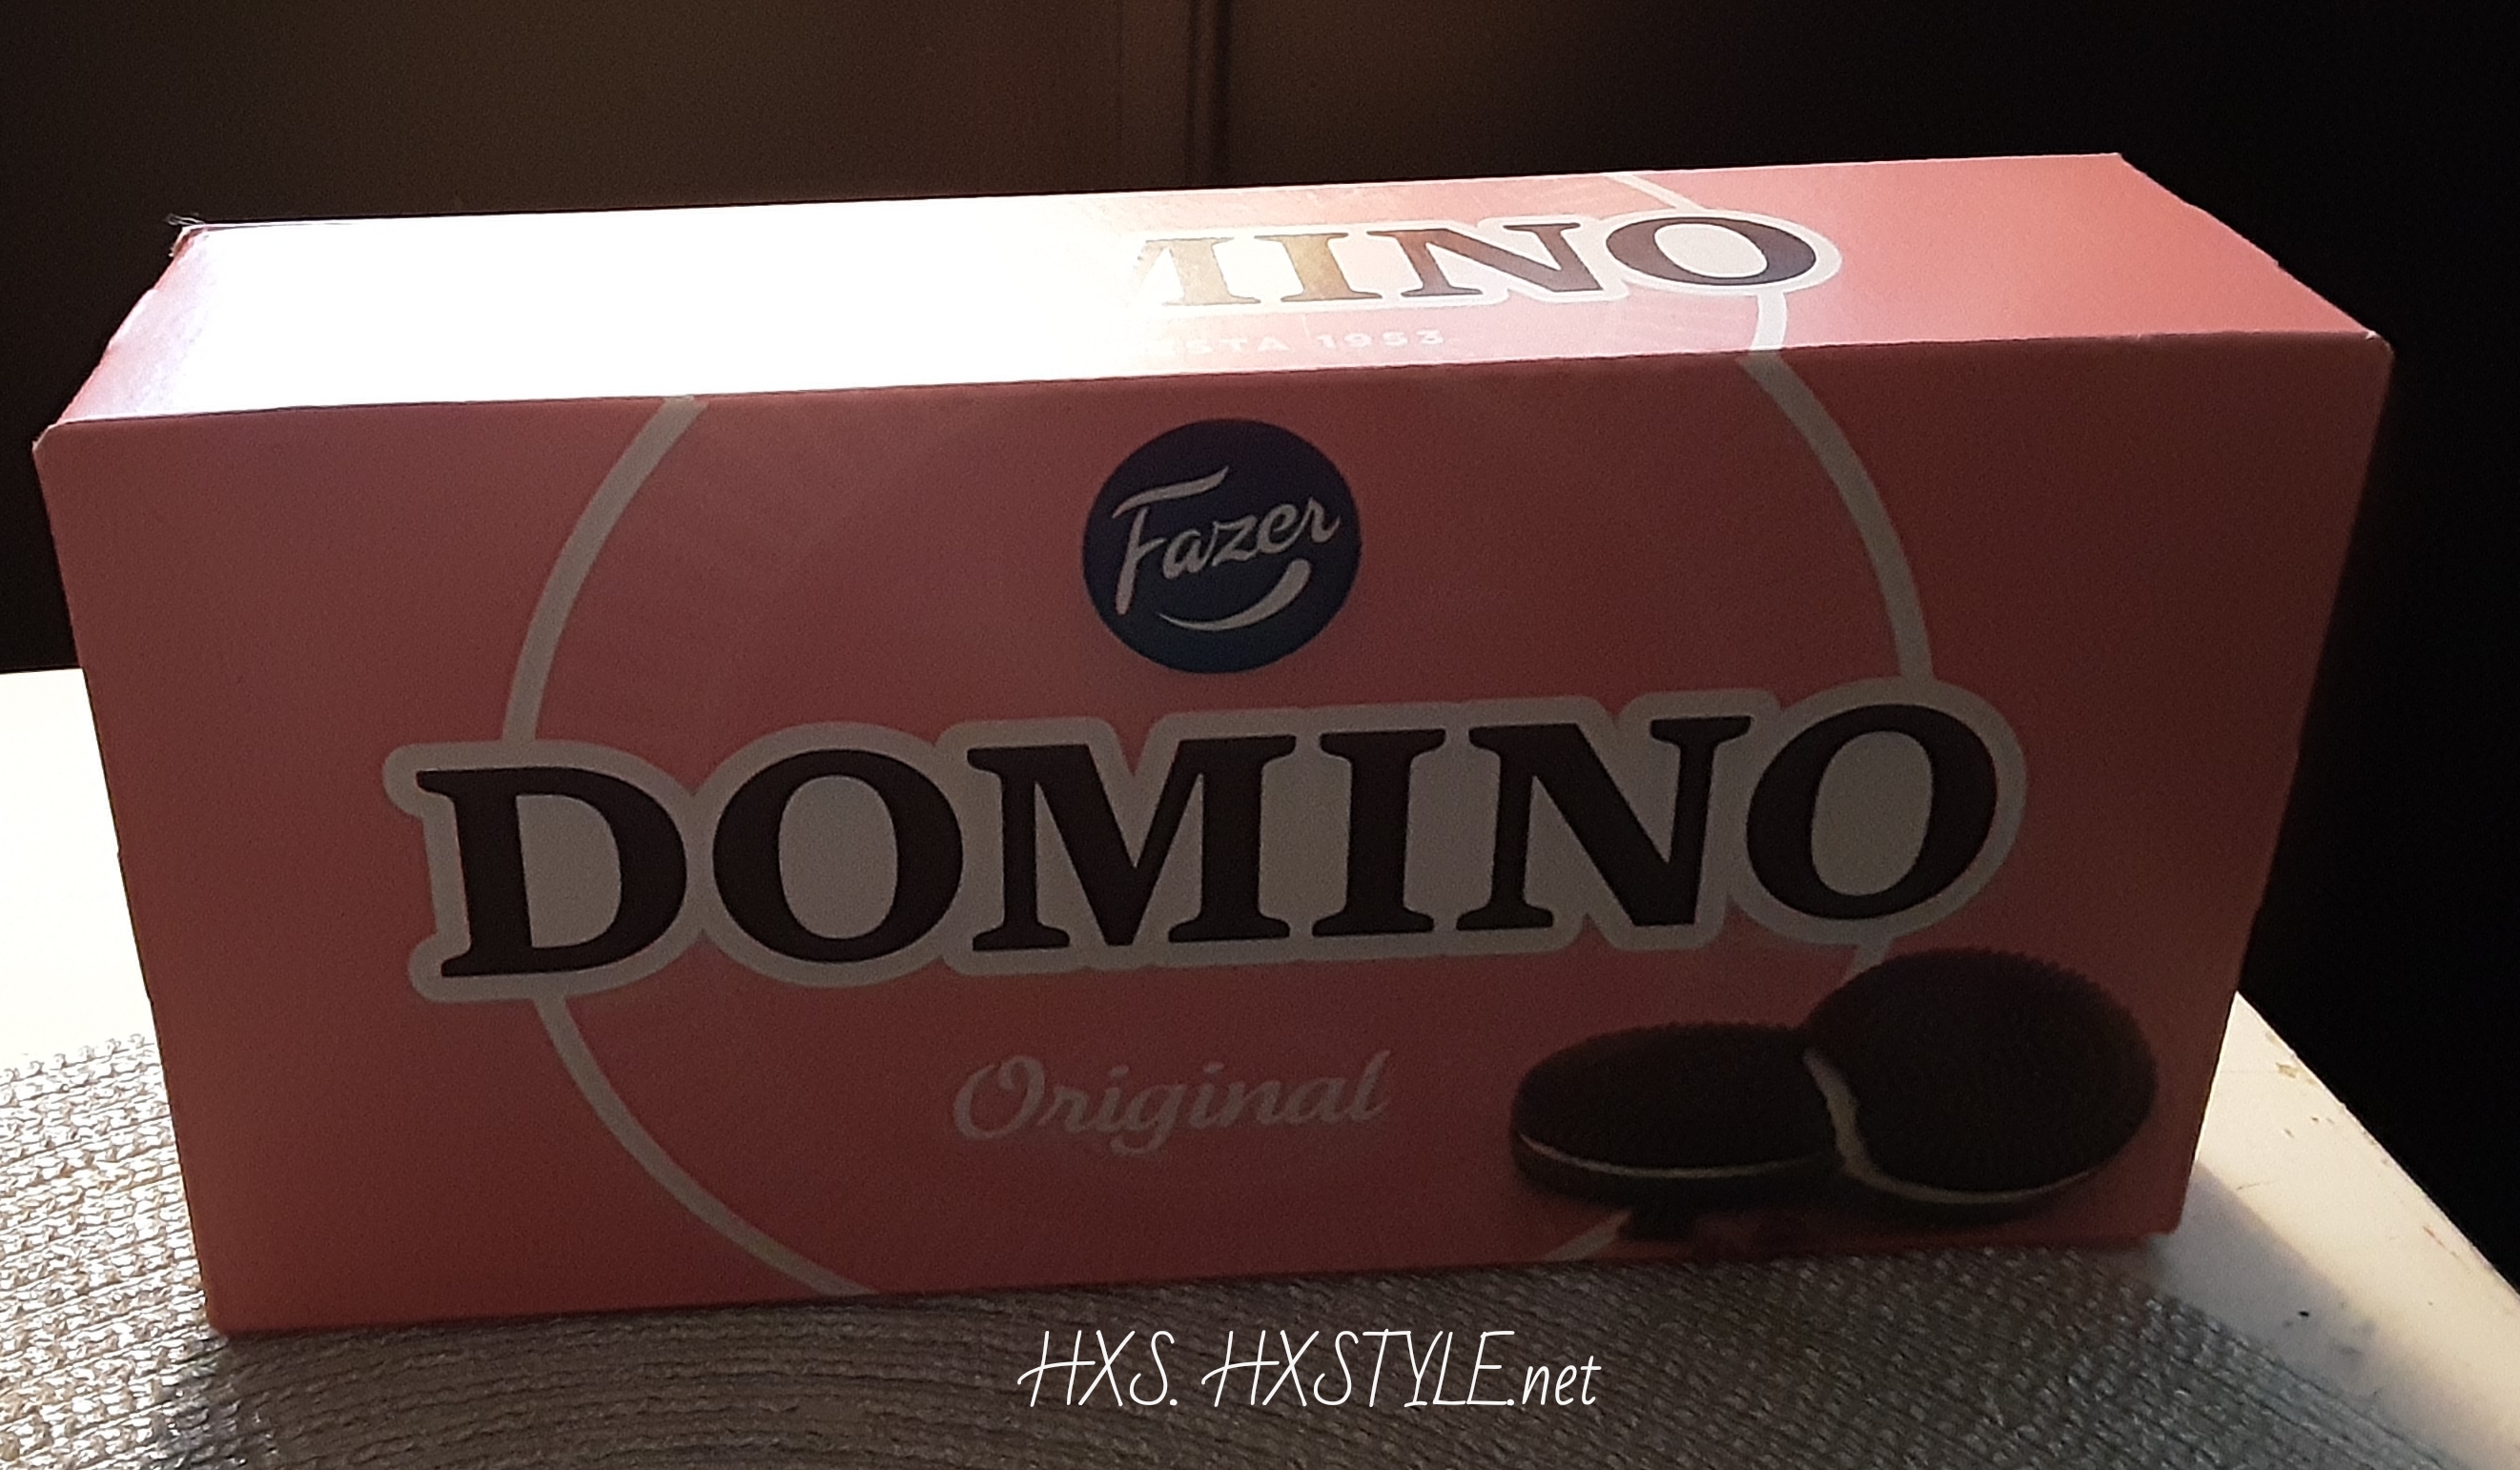 MINO
1953
Fazer
DOMINO
Original
HXS. HXSTYLE.net